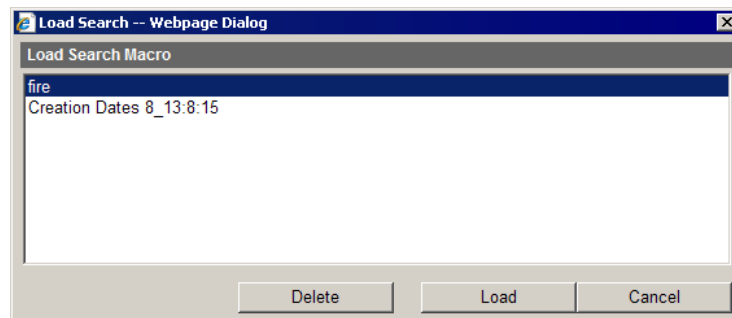 Load Search -- Webpage Dialog
Load Search Macro
fire
Creation Dates 8_13:8:15
Delete Load Cancel